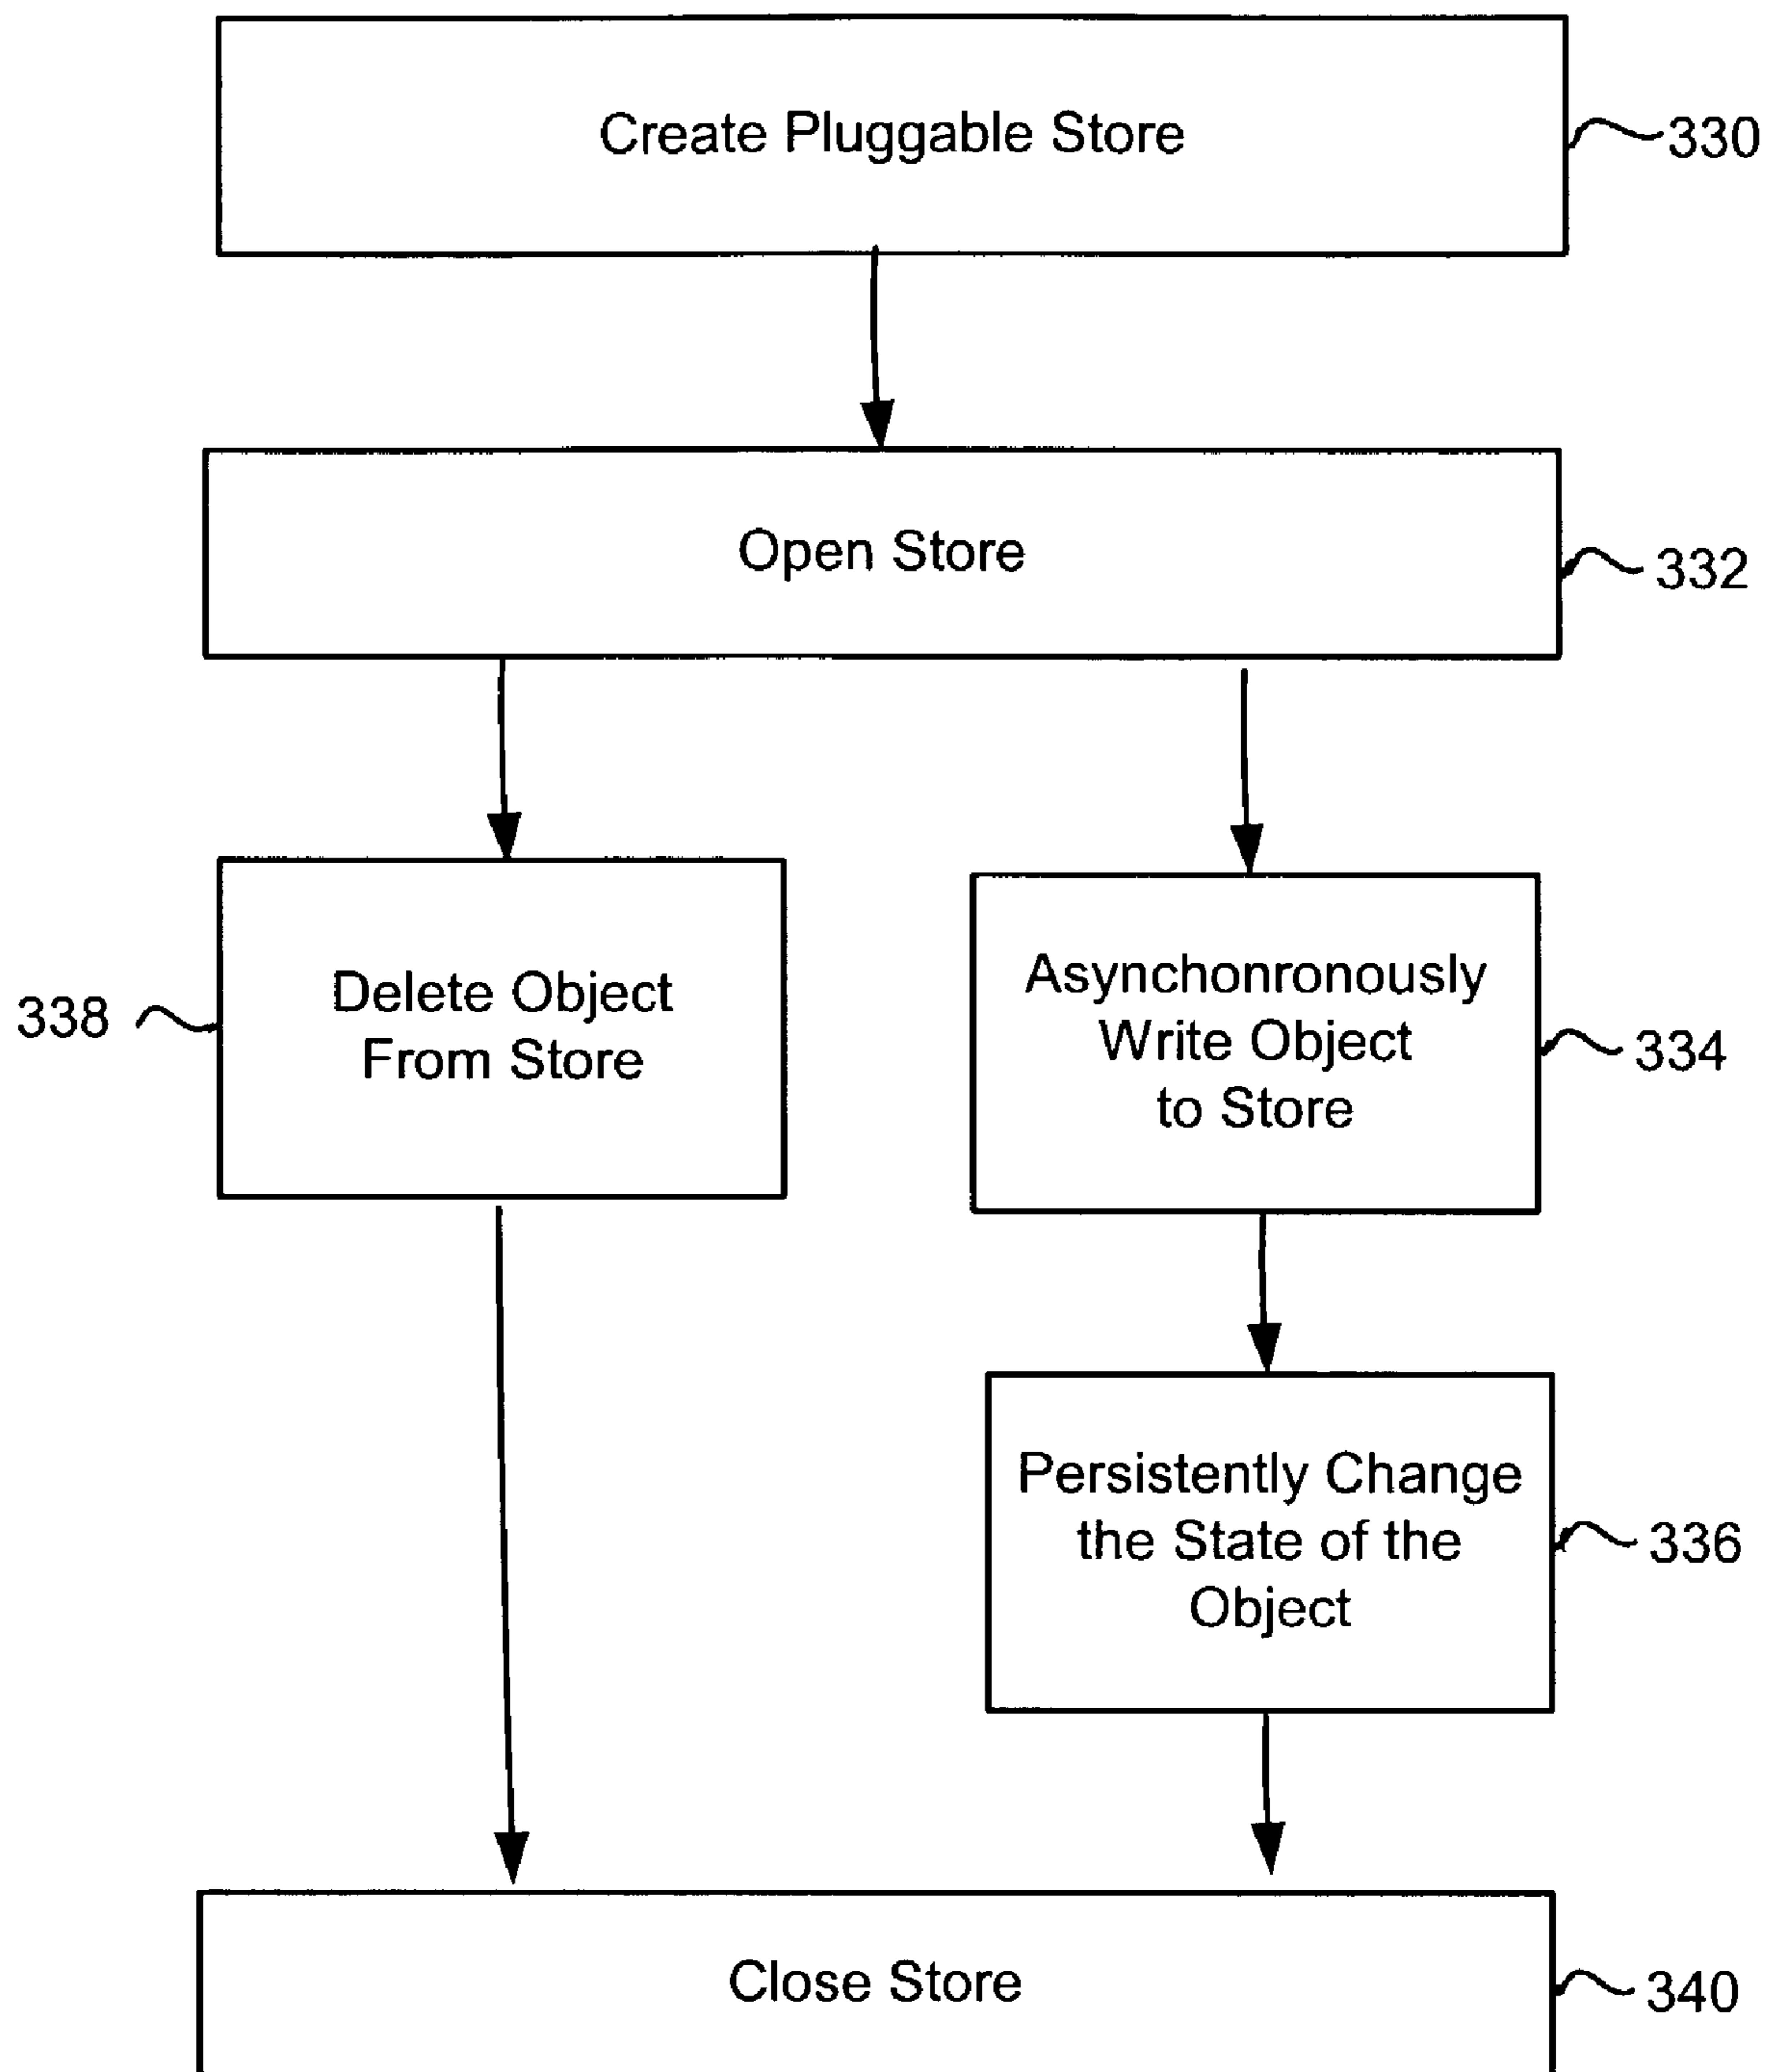 Create Pluggable Store
330
Open Store
332
338
Delete Object
From Store
Asynchonronously
Write Object
to Store
334
Persistently Change
the State of the
Object
336
Close Store
340